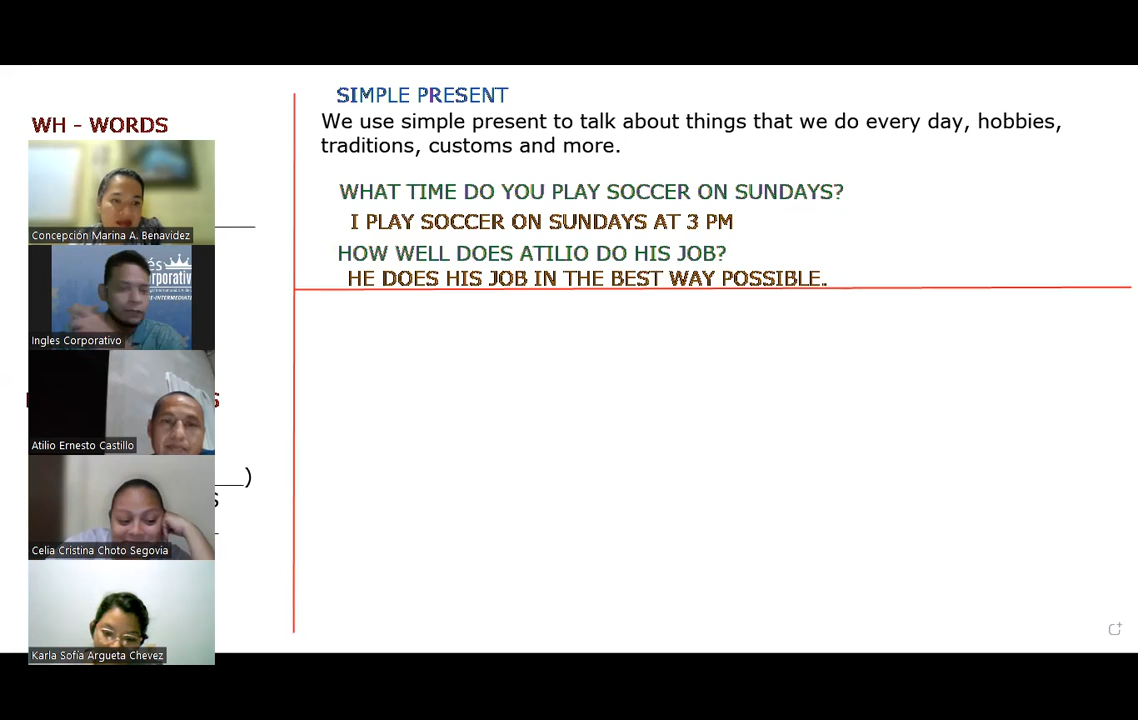 SIMPLE PRESENT
WH - WORDS
We use simple present to talk about things that we do every day, hobbies,
traditions, customs and more.
WHAT TIME DO YOU PLAY SOCCER ON SUNDAYS?
I PLAY SOCCER ON SUNDAYS AT 3 PM
HOW WELL DOES ATILIO DO HIS JOB?
HE DOES HIS JOB IN THE BEST WAY POSSIBLE.
Concepción Marina A. Benavidez
Ingles Corporativo
Atilio Ernesto Castillo
____)
S
Celia Cristina Choto Segovia
Karla Sofía Argueta Chevez